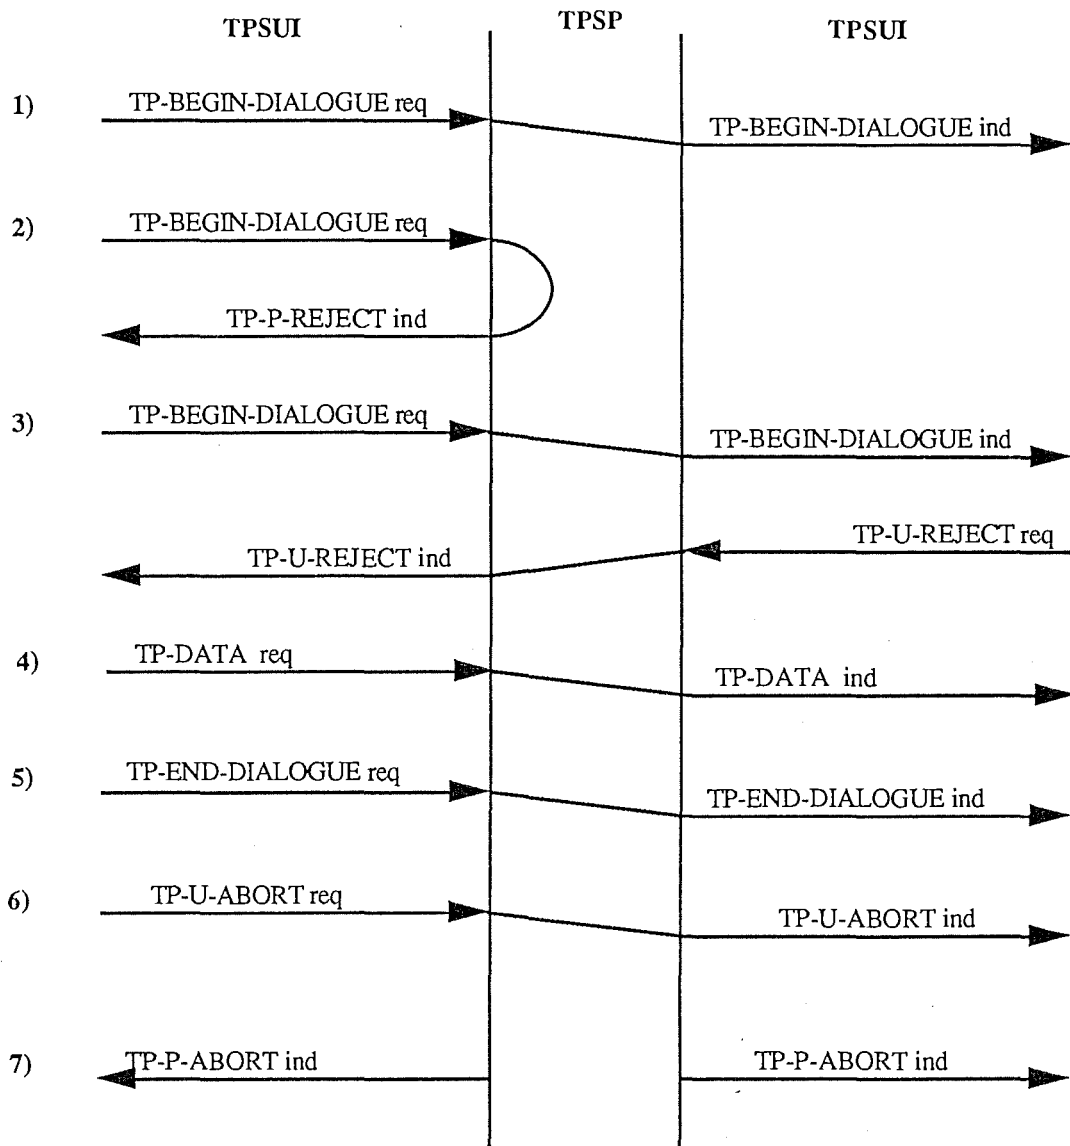 TPSUI TPSP TPSUI
1) TP-BEGIN-DIALOGUE req
TP-BEGIN-DIALOGUE ind
2) TP-BEGIN-DIALOGUE req
TP-P-REJECT ind
3) TP-BEGIN-DIALOGUE req
TP-BEGIN-DIALOGUE ind
TP-U-REJECT req
TP-U-REJECT ind
4) TP-DATA req
TP-DATA ind
5) TP-END-DIALOGUE req
TP-END-DIALOGUE ind
6) TP-U-ABORT req
TP-U-ABORT ind
7) TP-P-ABORT ind TP-P-ABORT ind